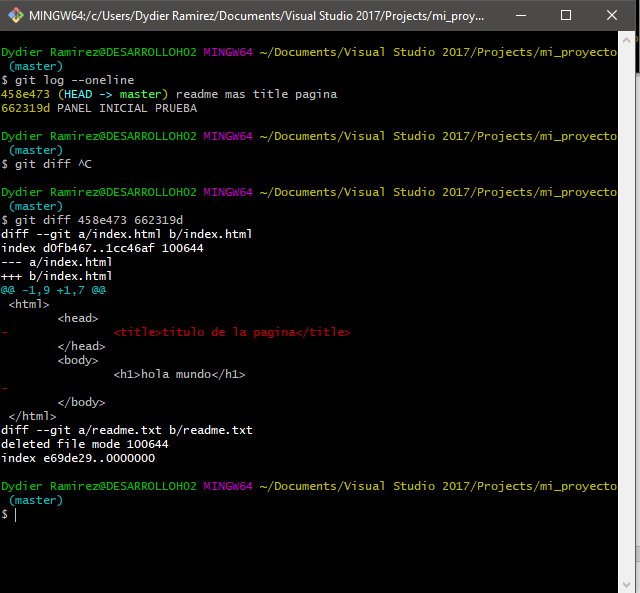 MINGW64:/c/Users/Dydier Ramirez/Documents/Visual Studio 2017/Projects/mi_proy...
Dydier Ramirez@DESARROLLOH02 MINGW64 ~/Documents/Visual Studio 2017/Projects/mi_proyecto
(master)
$ git log --oneline
458e473 (HEAD -> master) readme mas title pagina
662319d PANEL INICIAL PRUEBA
Dydier Ramirez@DESARROLLOH02 MINGW64 ~/Documents/Visual Studio 2017/Projects/mi_proyecto
(master)
$ git diff ^C
Dydier Ramirez@DESARROLLOH02 MINGW64 ~/Documents/Visual Studio 2017/Projects/mi_proyecto
(master)
$ git diff 458e473 662319d
diff --git a/index.html b/index.html
index d0fb467..1cc46af 100644
--- a/index.html
+++ b/index.html
@@ -1,9 +1,7 @@
<html>
<head>
- <title>titulo de la pagina</title>
</head>
<body>
<h1>hola mundo</h1>
-
</body>
</html>
diff --git a/readme.txt b/readme.txt
deleted file mode 100644
index e69de29..0000000
Dydier Ramirez@DESARROLLOH02 MINGW64 ~/Documents/Visual Studio 2017/Projects/mi_proyecto
(master)
$